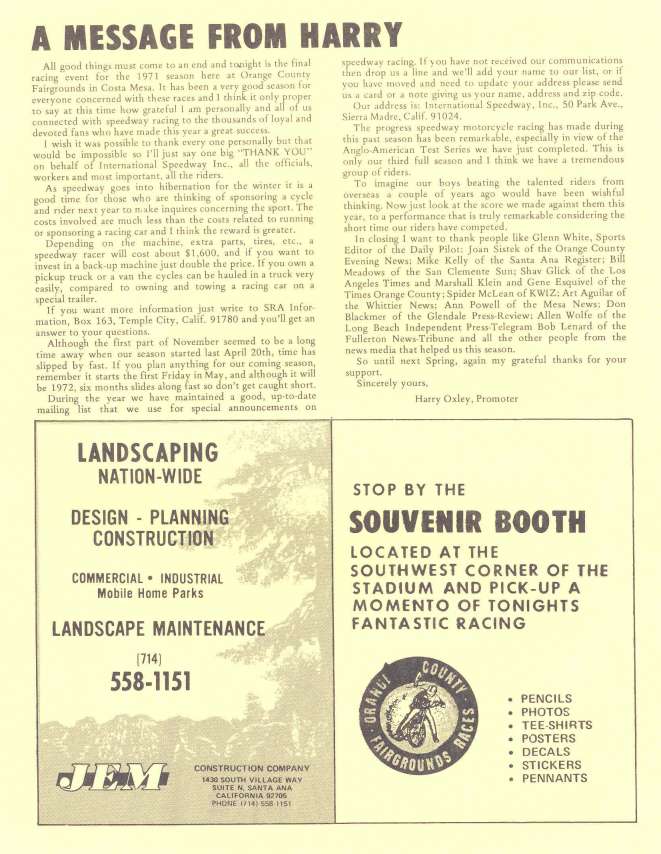 A MESSAGE FROM HARRY
All good things must come to an end and tonight is the final
racing event for the 1971 season here at Orange County
Fairgrounds in Costa Mesa. It has been a very good season for
everyone concerned with these races and I think it only proper
to say at this time how grateful I am personally and all of us
connected with speedway racing to the thousands of loyal and
devoted fans who have made this year a great success.
I wish it was possible to thank every one personally but that
would be impossible so I'll just say one big "THANK YOU"
on behalf of International Speedway Inc., all the officials,
workers and most important, all the riders.
As speedway goes into hibernation for the winter it is a
good time for those who are thinking of sponsoring a cycle
and rider next year to make inquires concerning the sport. The
costs involved are much less than the costs related to running
or sponsoring a racing car and I think the reward is greater.
Depending on the machine, extra parts, tires, etc., a
speedway racer will cost about $1,600, and if you want to
invest in a back-up machine just double the price. If you own a
pickup truck or a van the cycles can be hauled in a truck very
easily, compared to owning and towing a racing car on a
special trailer.
If you want more information just write to SRA Infor-
mation, Box 163, Temple City, Calif. 91780 and you'll get an
answer to your questions.
Although the first part of November seemed to be a long
time away when our season started last April 20th, time has
slipped by fast. If you plan anything for our coming season,
remember it starts the first Friday in May, and although it will
be 1972, six months slides along fast so don't get caught short.
During the year we have maintained a good, up-to-date
mailing list that we use for special announcements on
speedway racing. If you have not received our communications
then drop us a line and we'll add your name to our list, or if
you have moved and need to update your address please send
us a card or a note giving us your name, address and zip code.
Our address is: International Speedway, Inc., 50 Park Ave.,
Sierra Madre, Calif. 91024.
The progress speedway motorcycle racing has made during
this past season has been remarkable, especially in view of the
Anglo-American Test Series we have just completed. This is
only our third full season and I think we have a tremendous
group of riders.
To imagine our boys beating the talented riders from
overseas a couple of years ago would have been wishful
thinking. Now just look at the score we made against them this
year, to a performance that is truly remarkable considering the
short time our riders have competed.
In closing I want to thank people like Glenn White, Sports
Editor of the Daily Pilot; Joan Sistek of the Orange County
Evening News; Mike Kelly of the Santa Ana Register; Bill
Meadows of the San Clemente Sun; Shav Glick of the Los
Angeles Times and Marshall Klein and Gene Esquivel of the
Times Orange County; Spider McLean of KWIZ; Art Aguilar of
the Whittier News; Ann Powell of the Mesa News; Don
Blackmer of the Glendale Press-Review; Allen Wolfe of the
Long Beach Independent Press-Telegram Bob Lenard of the
Fullerton News-Tribune and all the other people from the
news media that helped us this season.
So until next Spring, again my grateful thanks for your
support.
Sincerely yours,
Harry Oxley, Promoter
LANDSCAPING
NATION-WIDE
DESIGN - PLANNING
CONSTRUCTION
COMMERCIAL • INDUSTRIAL
Mobile Home Parks
LANDSCAPE MAINTENANCE
(714)
558-1151
JEM
CONSTRUCTION COMPANY
1430 SOUTH VILLAGE WAY
SUITE N, SANTA ANA
CALIFORNIA 92705
PHONE (714) 558-1151
STOP BY THE
SOUVENIR BOOTH
LOCATED AT THE
SOUTHWEST CORNER OF THE
STADIUM AND PICK-UP A
MOMENTO OF TONIGHTS
FANTASTIC RACING
ORANGE COUNTY
FAIRGROUNDS RACES
• PENCILS
• PHOTOS
• TEE-SHIRTS
• POSTERS
• DECALS
• STICKERS
• PENNANTS